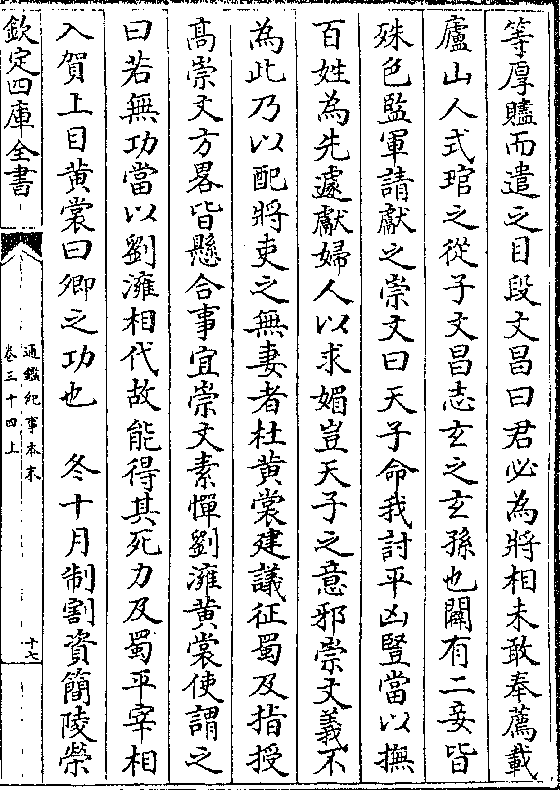 等厚贐而遣之目段文昌曰君必為將相未敢奉薦載
廬山人式琯之從子文昌志玄之玄孫也闢有二妾皆
殊色監軍請獻之崇文曰天子命我討平凶豎當以撫
百姓為先遽獻婦人以求媚豈天子之意邪崇文義不
為此乃以配將吏之無妻者杜黄裳建議征蜀及指授
髙崇文方畧皆懸合事宜崇文素憚劉澭黄裳使謂之
曰若無功當以劉澭相代故能得其死力及蜀平宰相
入賀上目黄裳曰卿之功也　冬十月制割資簡陵榮
欽定四庫全書
通鑑紀事本末
卷三十四上
十七